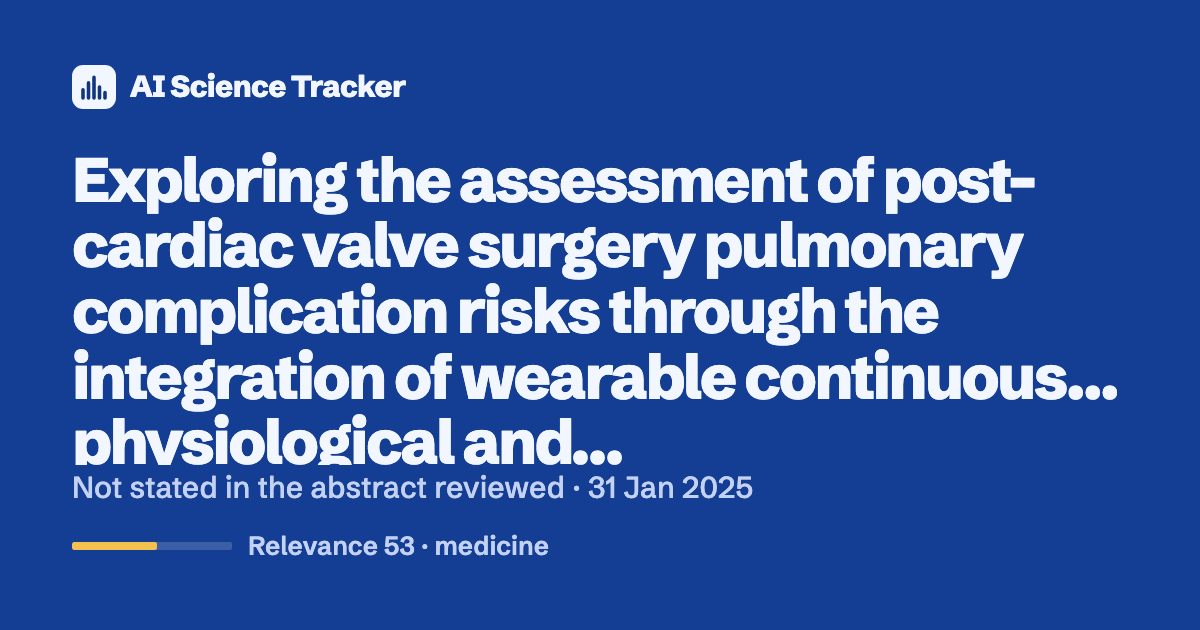 AI Science Tracker
Exploring the assessment of post-
cardiac valve surgery pulmonary
complication risks through the
integration of wearable continuous...
physiological and...
Not stated in the abstract reviewed · 31 Jan 2025
Relevance 53 · medicine